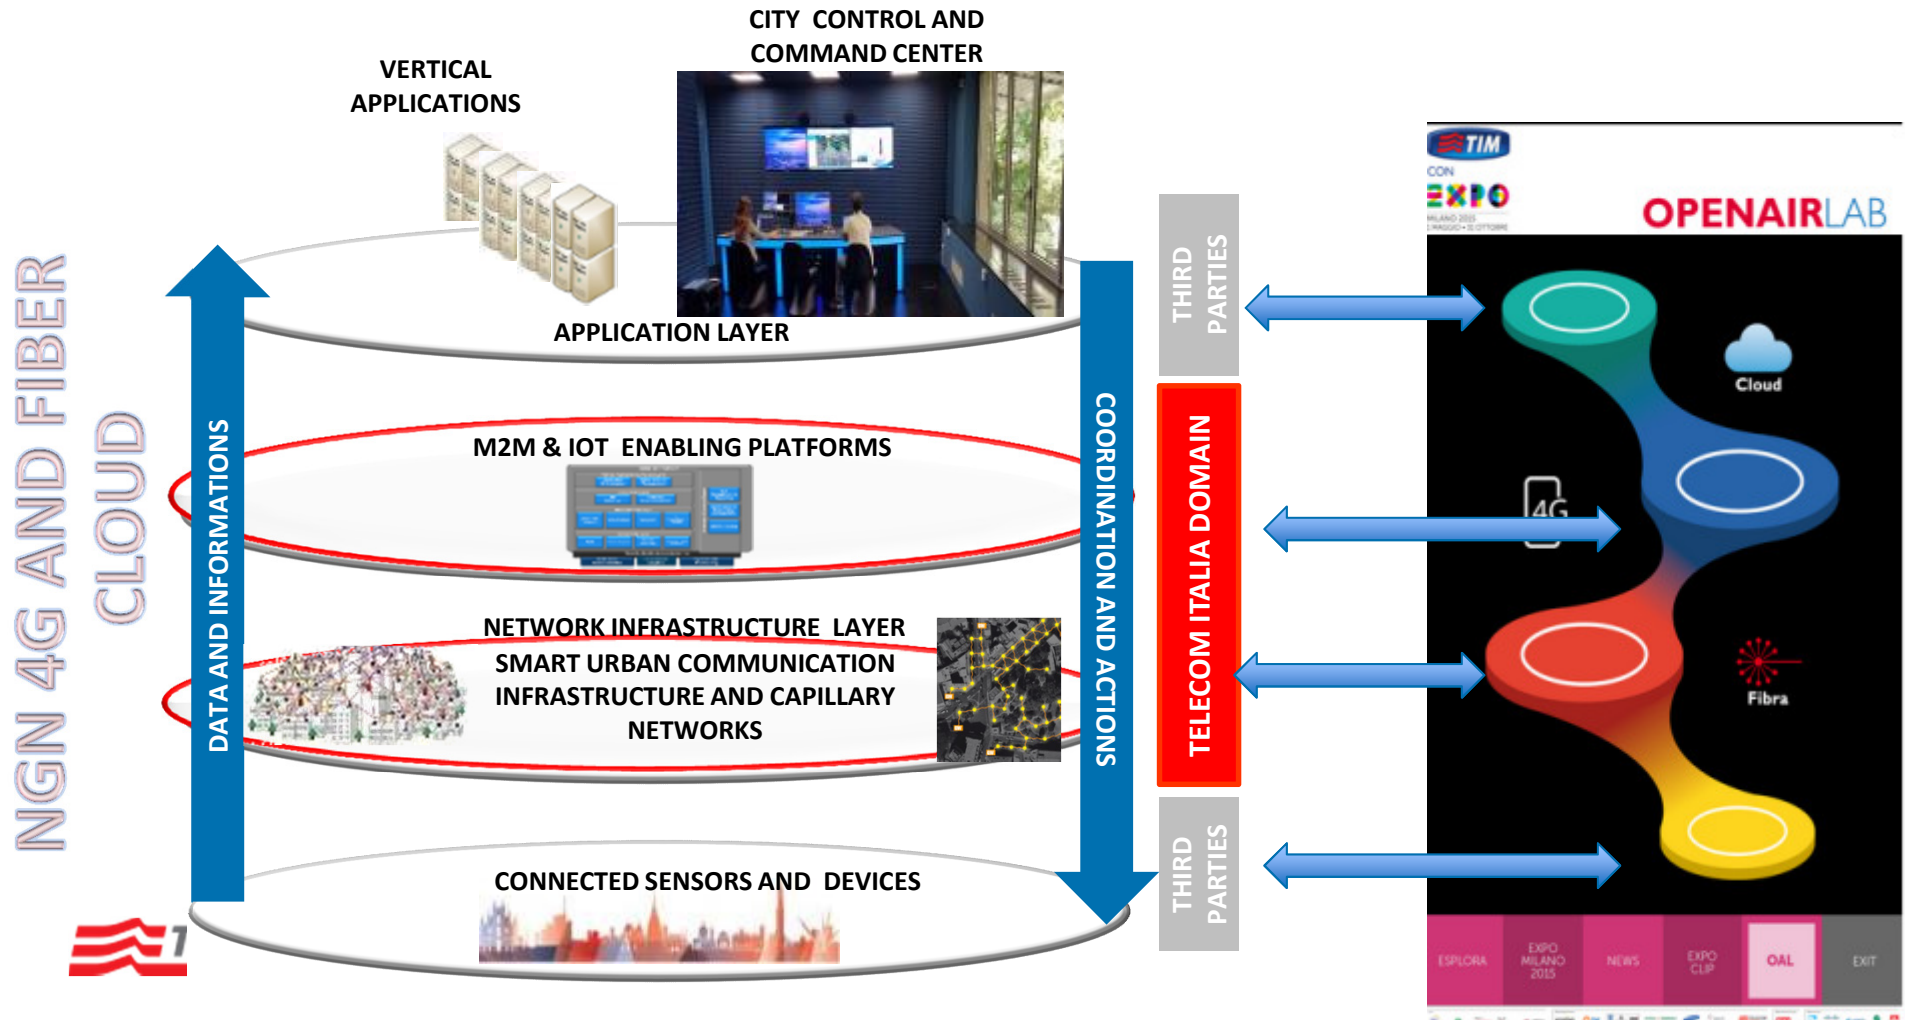 CITY CONTROL AND
COMMAND CENTER
VERTICAL
APPLICATIONS
APPLICATION LAYER
M2M & IOT ENABLING PLATFORMS
NETWORK INFRASTRUCTURE LAYER
SMART URBAN COMMUNICATION
INFRASTRUCTURE AND CAPILLARY
NETWORKS
CONNECTED SENSORS AND DEVICES
NGN 4G AND FIBER
CLOUD
DATA AND INFORMATIONS
COORDINATION AND ACTIONS
THIRD
PARTIES
TELECOM ITALIA DOMAIN
THIRD
PARTIES
TIM
CON
EXPO
MILANO 2015
OPENAIRLAB
Cloud
4G
Fibra
ESPLORA
EXPO
MILANO
2015
NEWS
EXPO
CLIP
OAL
EXIT